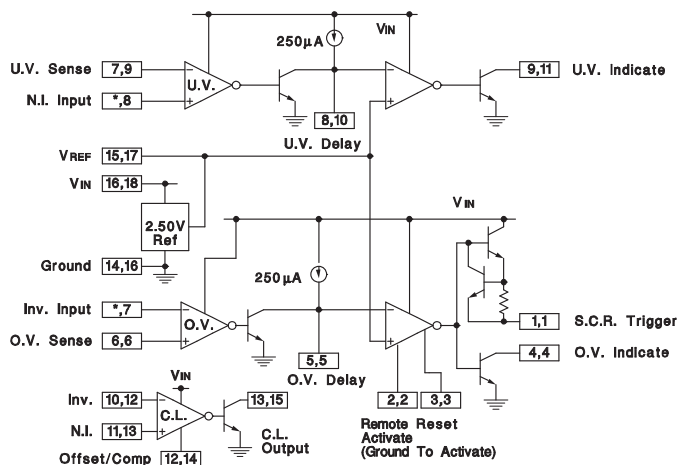 VIN
250µA
U.V. Sense 7,9
U.V.
9,11 U.V. Indicate
N.I. Input *,8
8,10
U.V. Delay
VREF 15,17
VIN 16,18
2.50V
Ref
VIN
Ground 14,16
250µA
Inv. Input *,7
O.V.
1,1 S.C.R. Trigger
O.V. Sense 6,6
4,4 O.V. Indicate
5,5
O.V. Delay
VIN
2,2 3,3
Inv. 10,12
13,15
C.L.
Remote Reset
Activate
(Ground To Activate)
N.I. 11,13
C.L.
Output
Offset/Comp 12,14